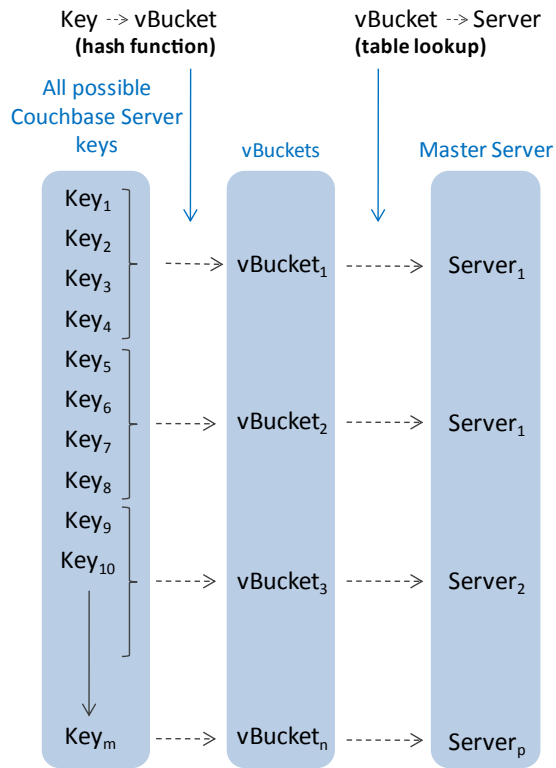 Key --> vBucket
(hash function)
vBucket --> Server
(table lookup)
All possible
Couchbase Server
keys
vBuckets
Master Server
Key₁
Key₂
Key₃
Key₄
vBucket₁
Server₁
Key₅
Key₆
Key₇
Key₈
vBucket₂
Server₁
Key₉
Key₁₀
vBucket₃
Server₂
Keyₘ
vBucketₙ
Serverₚ